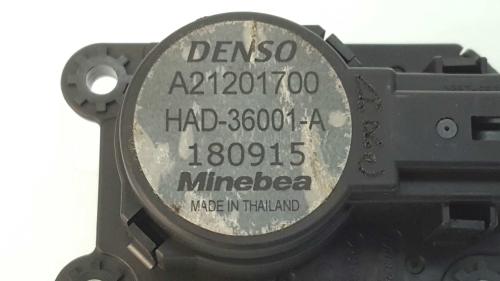 DENSO
A21201700
HAD-36001-A
180915
Minebea
MADE IN THAILAND